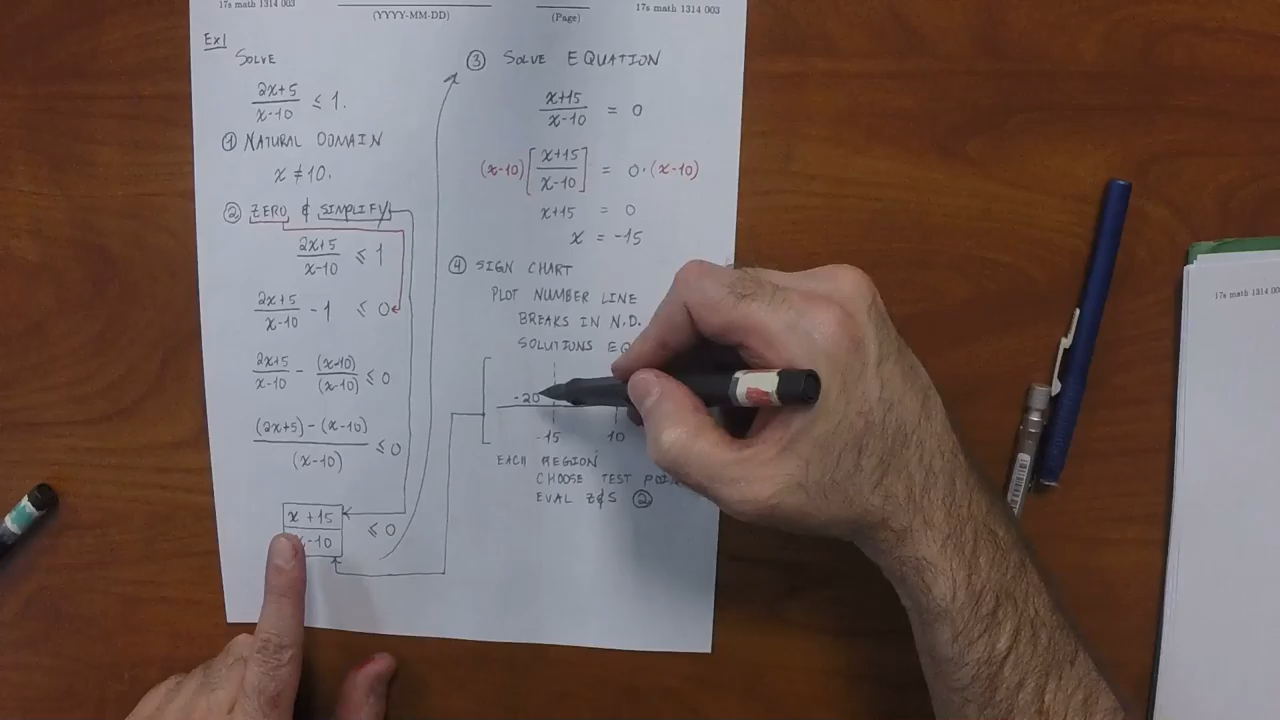 17s math 1314 003
(YYYY-MM-DD)
(Page)
17s math 1314 003
Ex1
SOLVE
2x+5 / x-10 ≤ 1.
① NATURAL DOMAIN
x ≠ 10.
② ZERO & SIMPLIFY
2x+5 / x-10 ≤ 1
2x+5 / x-10 - 1 ≤ 0
2x+5 / x-10 - (x-10) / (x-10) ≤ 0
(2x+5) - (x-10) / (x-10) ≤ 0
x+15 / x-10 ≤ 0
③ SOLVE EQUATION
x+15 / x-10 = 0
(x-10) [x+15 / x-10] = 0·(x-10)
x+15 = 0
x = -15
④ SIGN CHART
PLOT NUMBER LINE
BREAKS IN N.D.
SOLUTIONS
-20
-15 10
EACH REGION
CHOOSE TEST
EVAL Z&S ②
17s math 1314